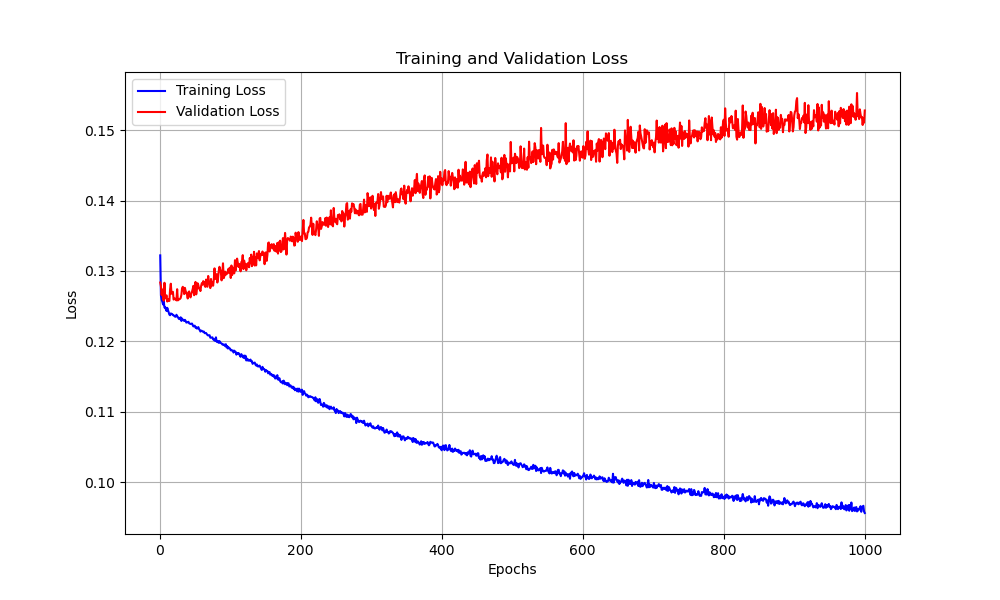 Training and Validation Loss
Training Loss
Validation Loss
0.15
0.14
0.13
0.12
0.11
0.10
Loss
0 200 400 600 800 1000
Epochs